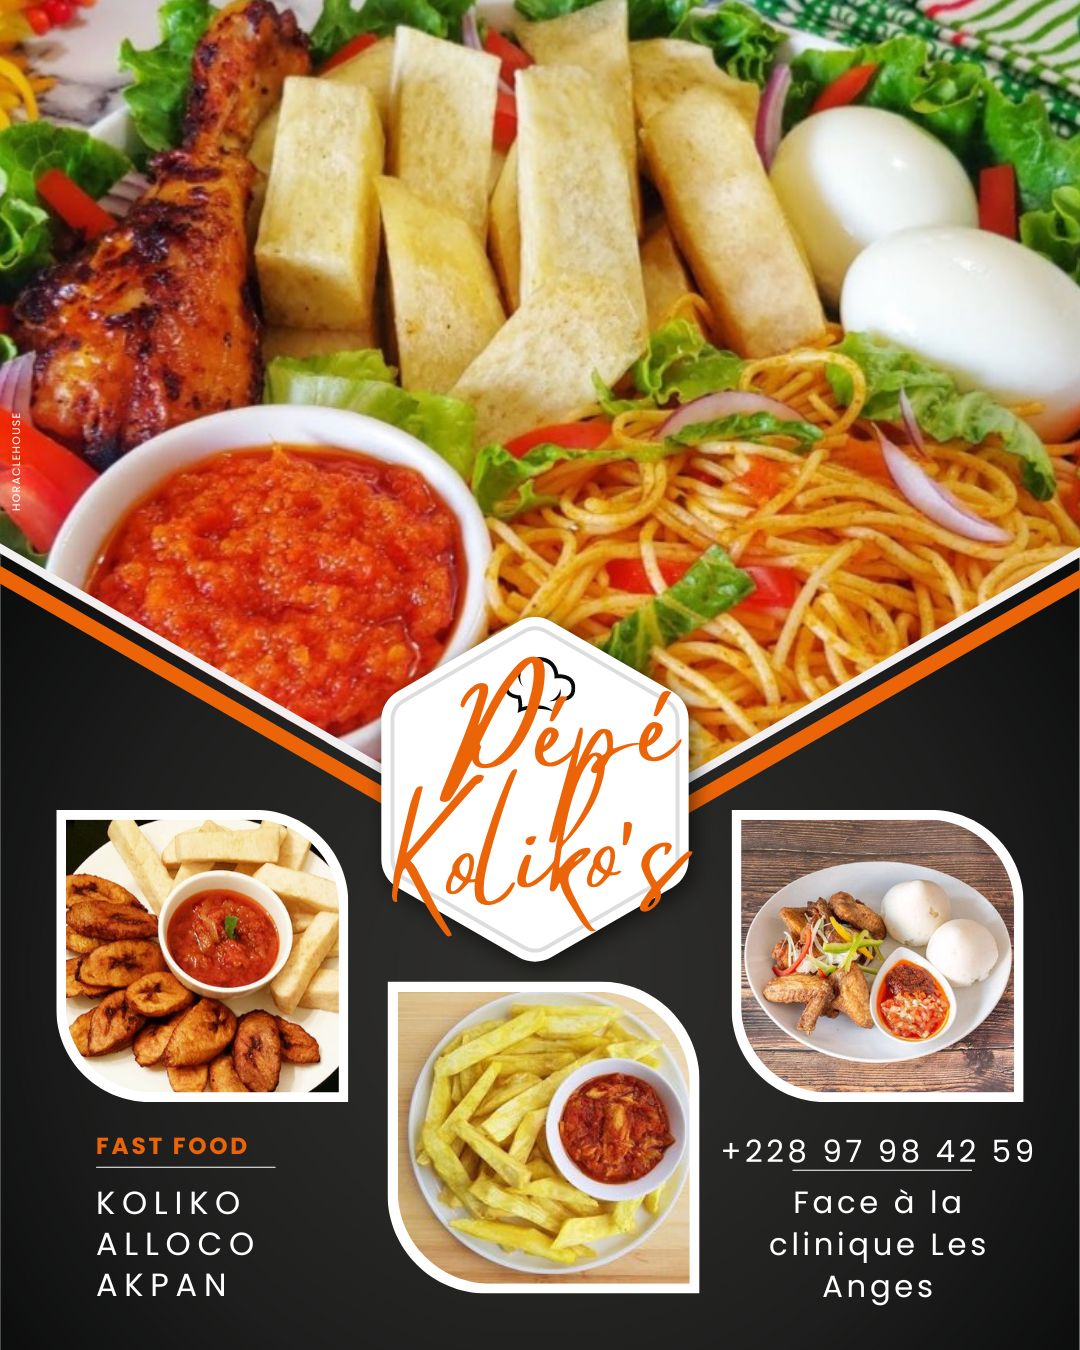 HORACLEHOUSE
Pépé
Koliko's
FAST FOOD
KOLIKO
ALLOCO
AKPAN
+228 97 98 42 59
Face à la
clinique Les
Anges